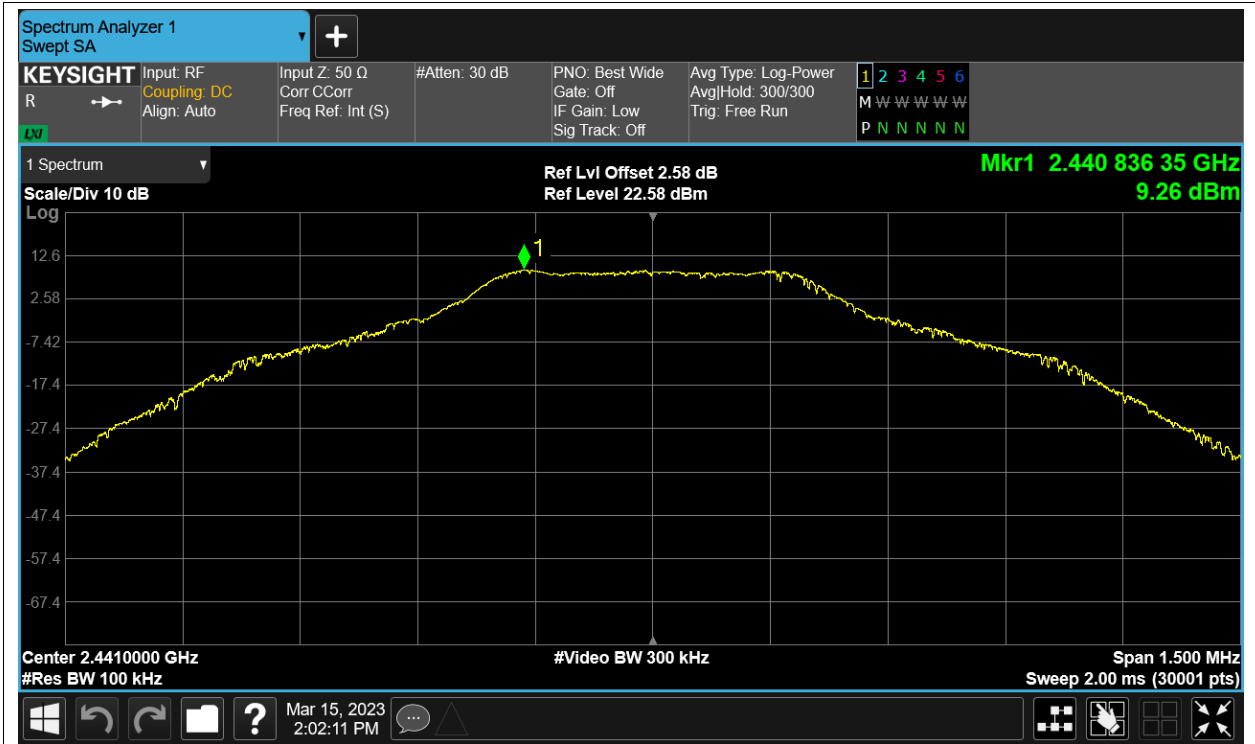 Spectrum Analyzer 1
Swept SA
KEYSIGHT
R
LXI
Input: RF
Coupling: DC
Align: Auto
Input Z: 50 Ω
Corr CCorr
Freq Ref: Int (S)
#Atten: 30 dB
PNO: Best Wide
Gate: Off
IF Gain: Low
Sig Track: Off
Avg Type: Log-Power
Avg|Hold: 300/300
Trig: Free Run
1 2 3 4 5 6
M W W W W W
P N N N N N
1 Spectrum
Scale/Div 10 dB
Log
Ref Lvl Offset 2.58 dB
Ref Level 22.58 dBm
Mkr1 2.440 836 35 GHz
9.26 dBm
1
12.6
2.58
-7.42
-17.4
-27.4
-37.4
-47.4
-57.4
-67.4
Center 2.4410000 GHz
#Res BW 100 kHz
#Video BW 300 kHz
Span 1.500 MHz
Sweep 2.00 ms (30001 pts)
?
Mar 15, 2023
2:02:11 PM